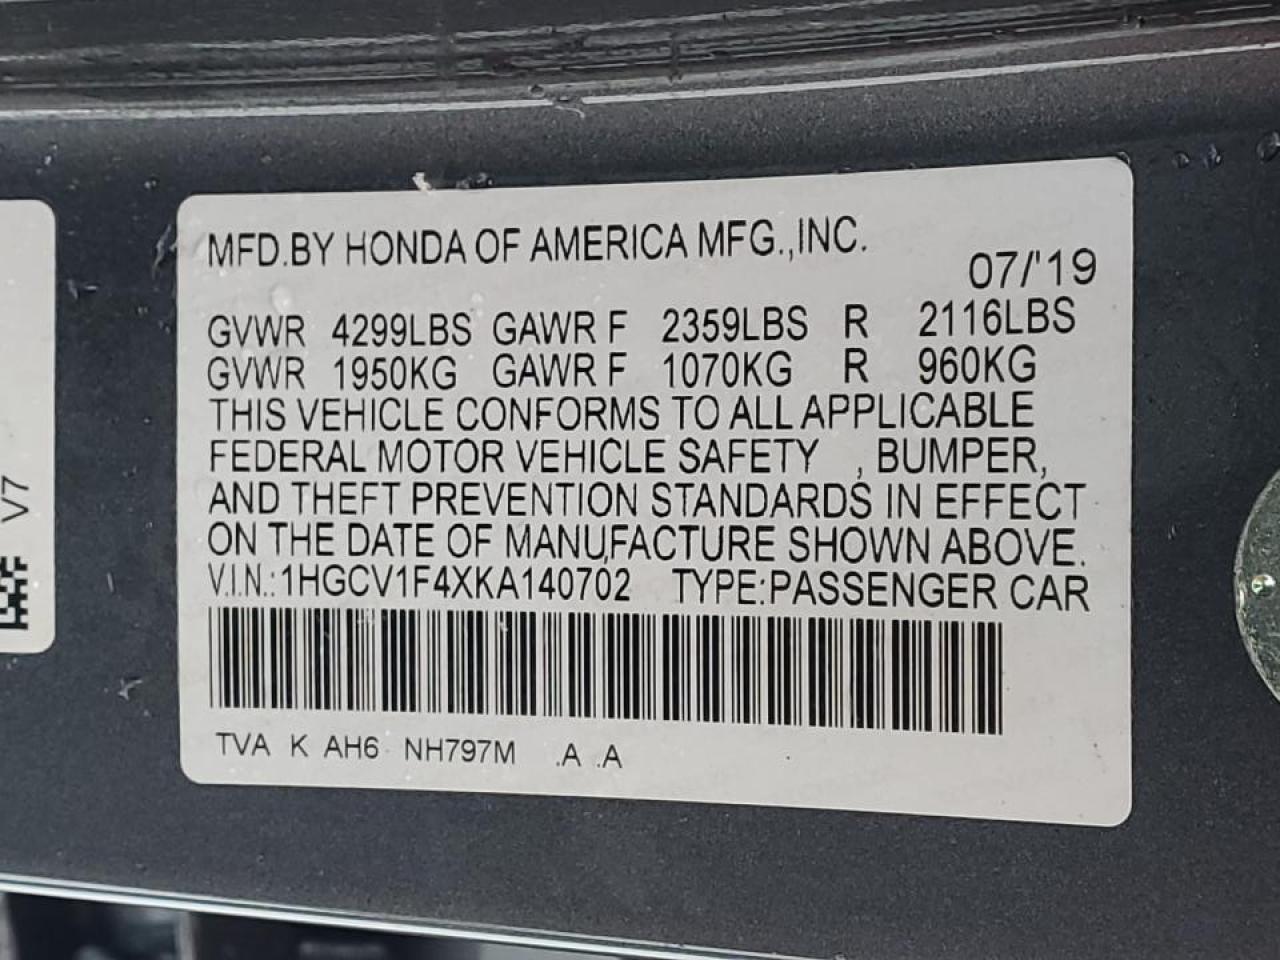 MFD.BY HONDA OF AMERICA MFG.,INC.
07/'19
GVWR 4299LBS GAWR F 2359LBS R 2116LBS
GVWR 1950KG GAWR F 1070KG R 960KG
THIS VEHICLE CONFORMS TO ALL APPLICABLE
FEDERAL MOTOR VEHICLE SAFETY , BUMPER,
AND THEFT PREVENTION STANDARDS IN EFFECT
ON THE DATE OF MANUFACTURE SHOWN ABOVE.
V.I.N.:1HGCV1F4XKA140702 TYPE:PASSENGER CAR
TVA K AH6 NH797M .A .A
V7